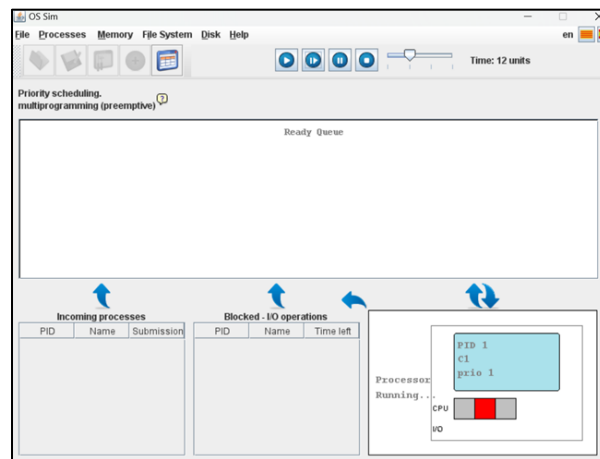 OS Sim
File Processes Memory File System Disk Help en
Time: 12 units
Priority scheduling.
multiprogramming (preemptive)
Ready Queue
Incoming processes
PID Name Submission
Blocked - I/O operations
PID Name Time left
Processor
Running...
PID 1
C1
prio 1
CPU
I/O